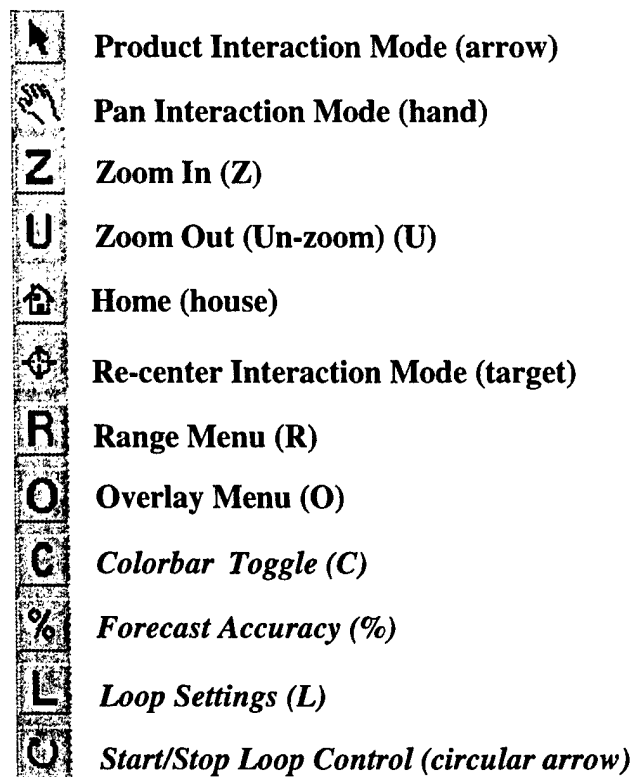 Product Interaction Mode (arrow)
Pan Interaction Mode (hand)
Z Zoom In (Z)
U Zoom Out (Un-zoom) (U)
Home (house)
Re-center Interaction Mode (target)
R Range Menu (R)
O Overlay Menu (O)
C Colorbar Toggle (C)
% Forecast Accuracy (%)
L Loop Settings (L)
Start/Stop Loop Control (circular arrow)